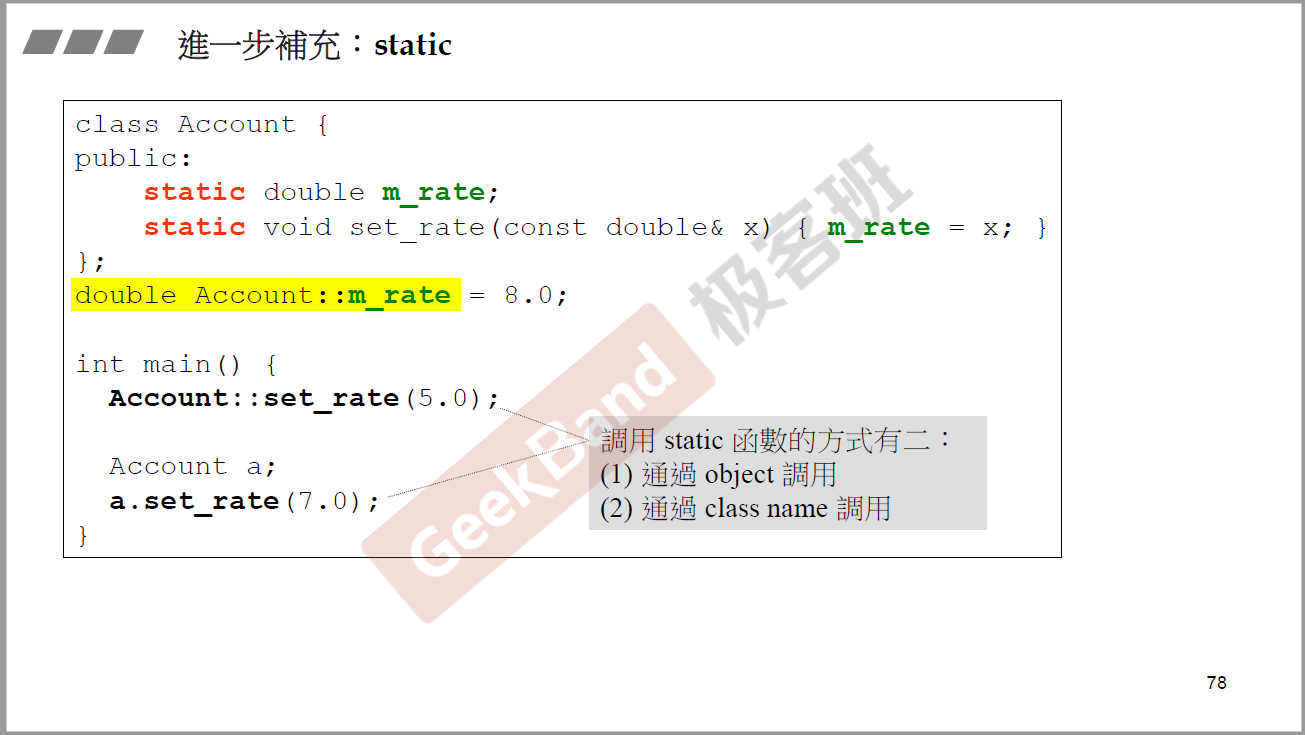 進一步補充：static
class Account {
public:
    static double m_rate;
    static void set_rate(const double& x) { m_rate = x; }
};
double Account::m_rate = 8.0;
int main() {
  Account::set_rate(5.0);
  Account a;
  a.set_rate(7.0);
}
調用 static 函數的方式有二：
(1) 通過 object 調用
(2) 通過 class name 調用
GeekBand 极客班
78